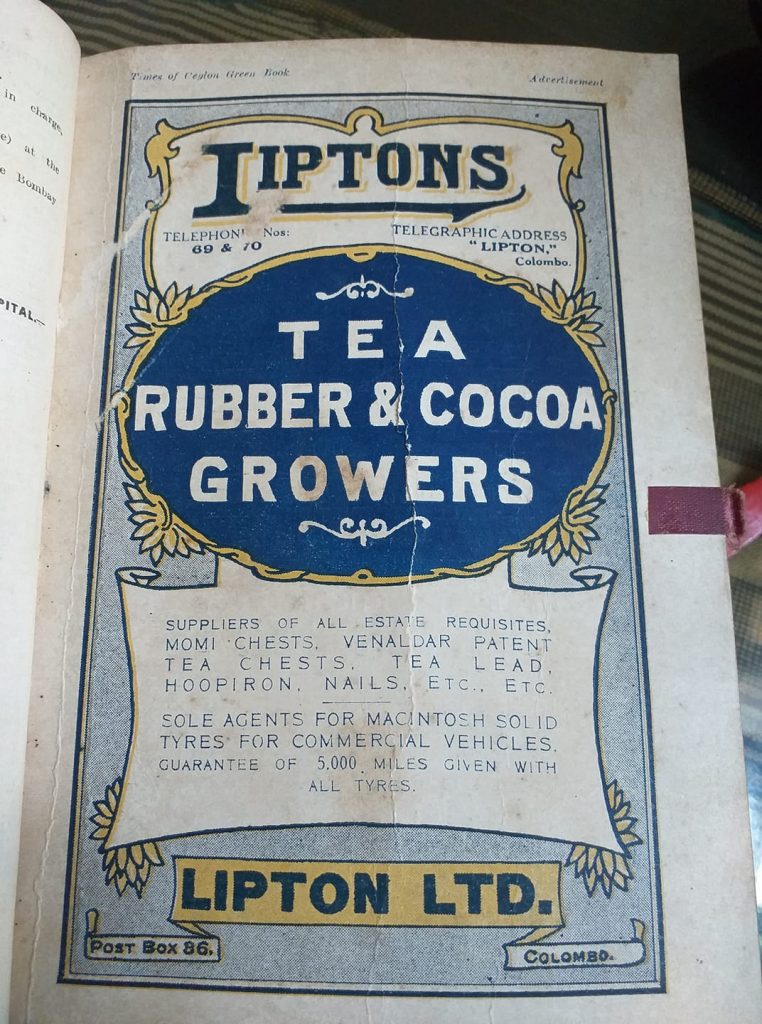 in charge,
e) at the
e Bombay
PITAL.—
Times of Ceylon Green Book
Advertisement
LIPTONS
TELEPHONE Nos:
69 & 70
TELEGRAPHIC ADDRESS
"LIPTON,"
Colombo.
TEA
RUBBER & COCOA
GROWERS
SUPPLIERS OF ALL ESTATE REQUISITES,
MOMI CHESTS, VENALDAR PATENT
TEA CHESTS, TEA LEAD,
HOOPIRON, NAILS, ETC., ETC.
SOLE AGENTS FOR MACINTOSH SOLID
TYRES FOR COMMERCIAL VEHICLES.
GUARANTEE OF 5,000 MILES GIVEN WITH
ALL TYRES.
LIPTON LTD.
POST BOX 86.
COLOMBO.